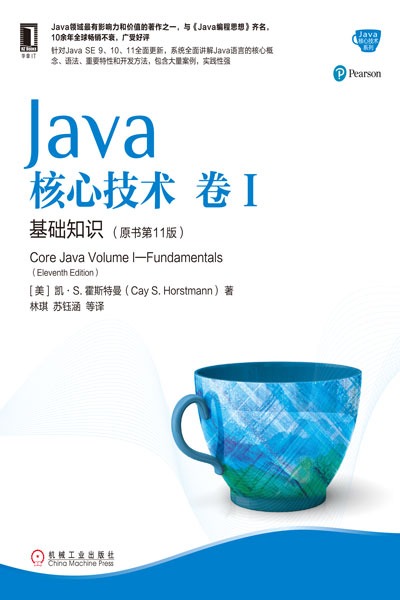 Java领域最有影响力和价值的著作之一,与《Java编程思想》齐名,
10余年全球畅销不衰,广受好评
针对Java SE 9、10、11全面更新,系统全面讲解Java语言的核心概
念、语法、重要特性和开发方法,包含大量案例,实践性强
华章IT
Java
核心技术
系列
Pearson
Java
核心技术 卷 I
基础知识(原书第11版)
Core Java Volume I—Fundamentals
(Eleventh Edition)
[美] 凯·S. 霍斯特曼(Cay S. Horstmann) 著
林琪 苏钰涵 等译
机械工业出版社
China Machine Press